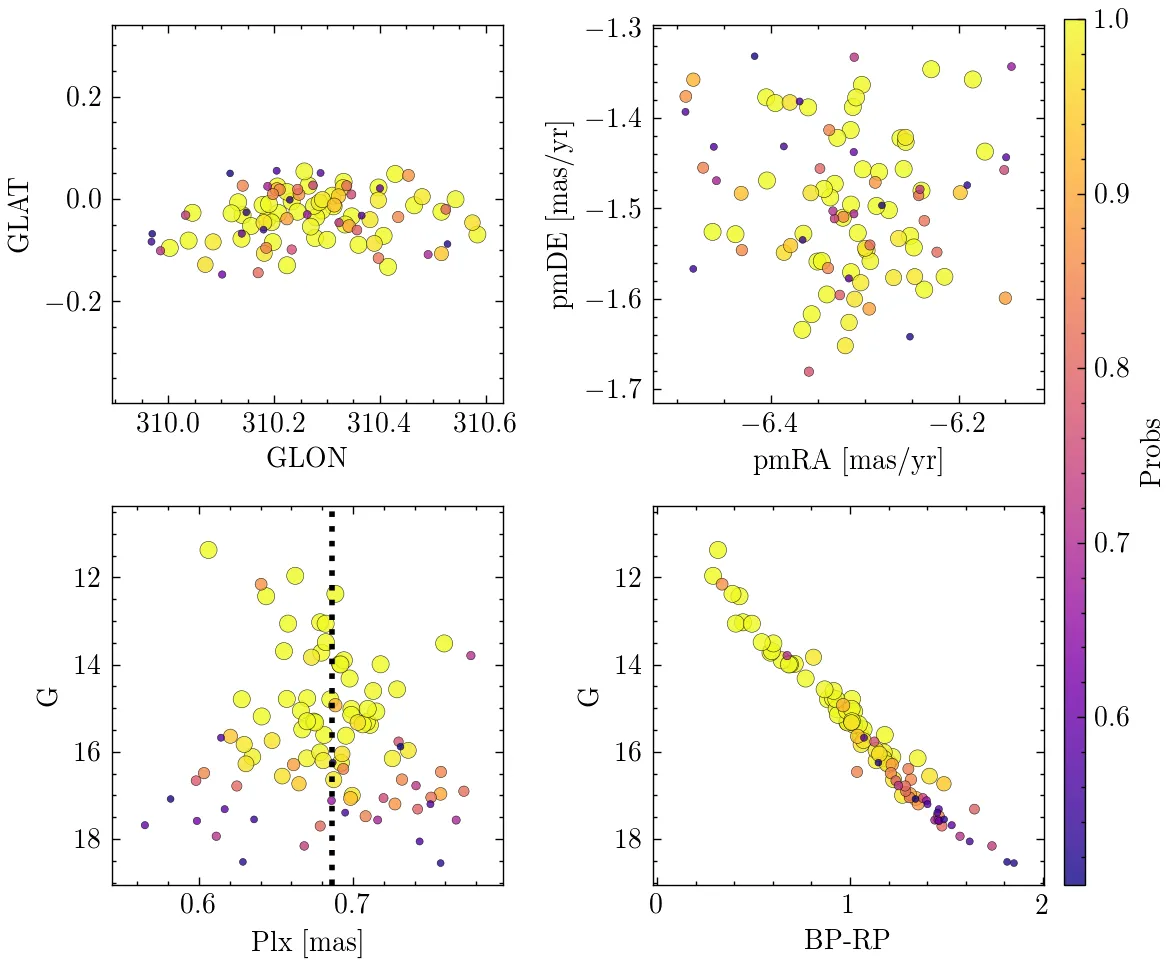 0.2
0.0
−0.2
GLAT
310.0 310.2 310.4 310.6
GLON
−1.3
−1.4
−1.5
−1.6
−1.7
pmDE [mas/yr]
−6.4 −6.2
pmRA [mas/yr]
12
14
16
18
G
0.6 0.7
Plx [mas]
12
14
16
18
G
0 1 2
BP-RP
1.0
0.9
0.8
0.7
0.6
Probs